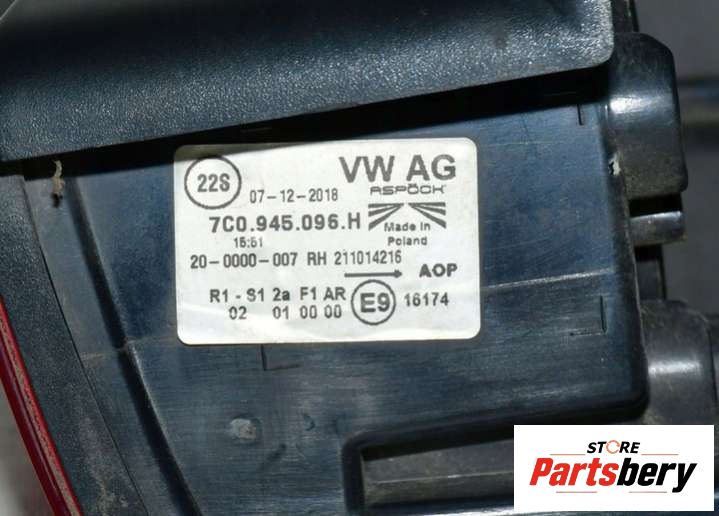 22S
07-12-2018
VW AG
ASPÖCK
7C0.945.096.H
15:51
Made in
Poland
20-0000-007 RH 211014216
AOP
R1 - S1 2a F1 AR
02 01 00 00
E9
16174
STORE
Partsbery